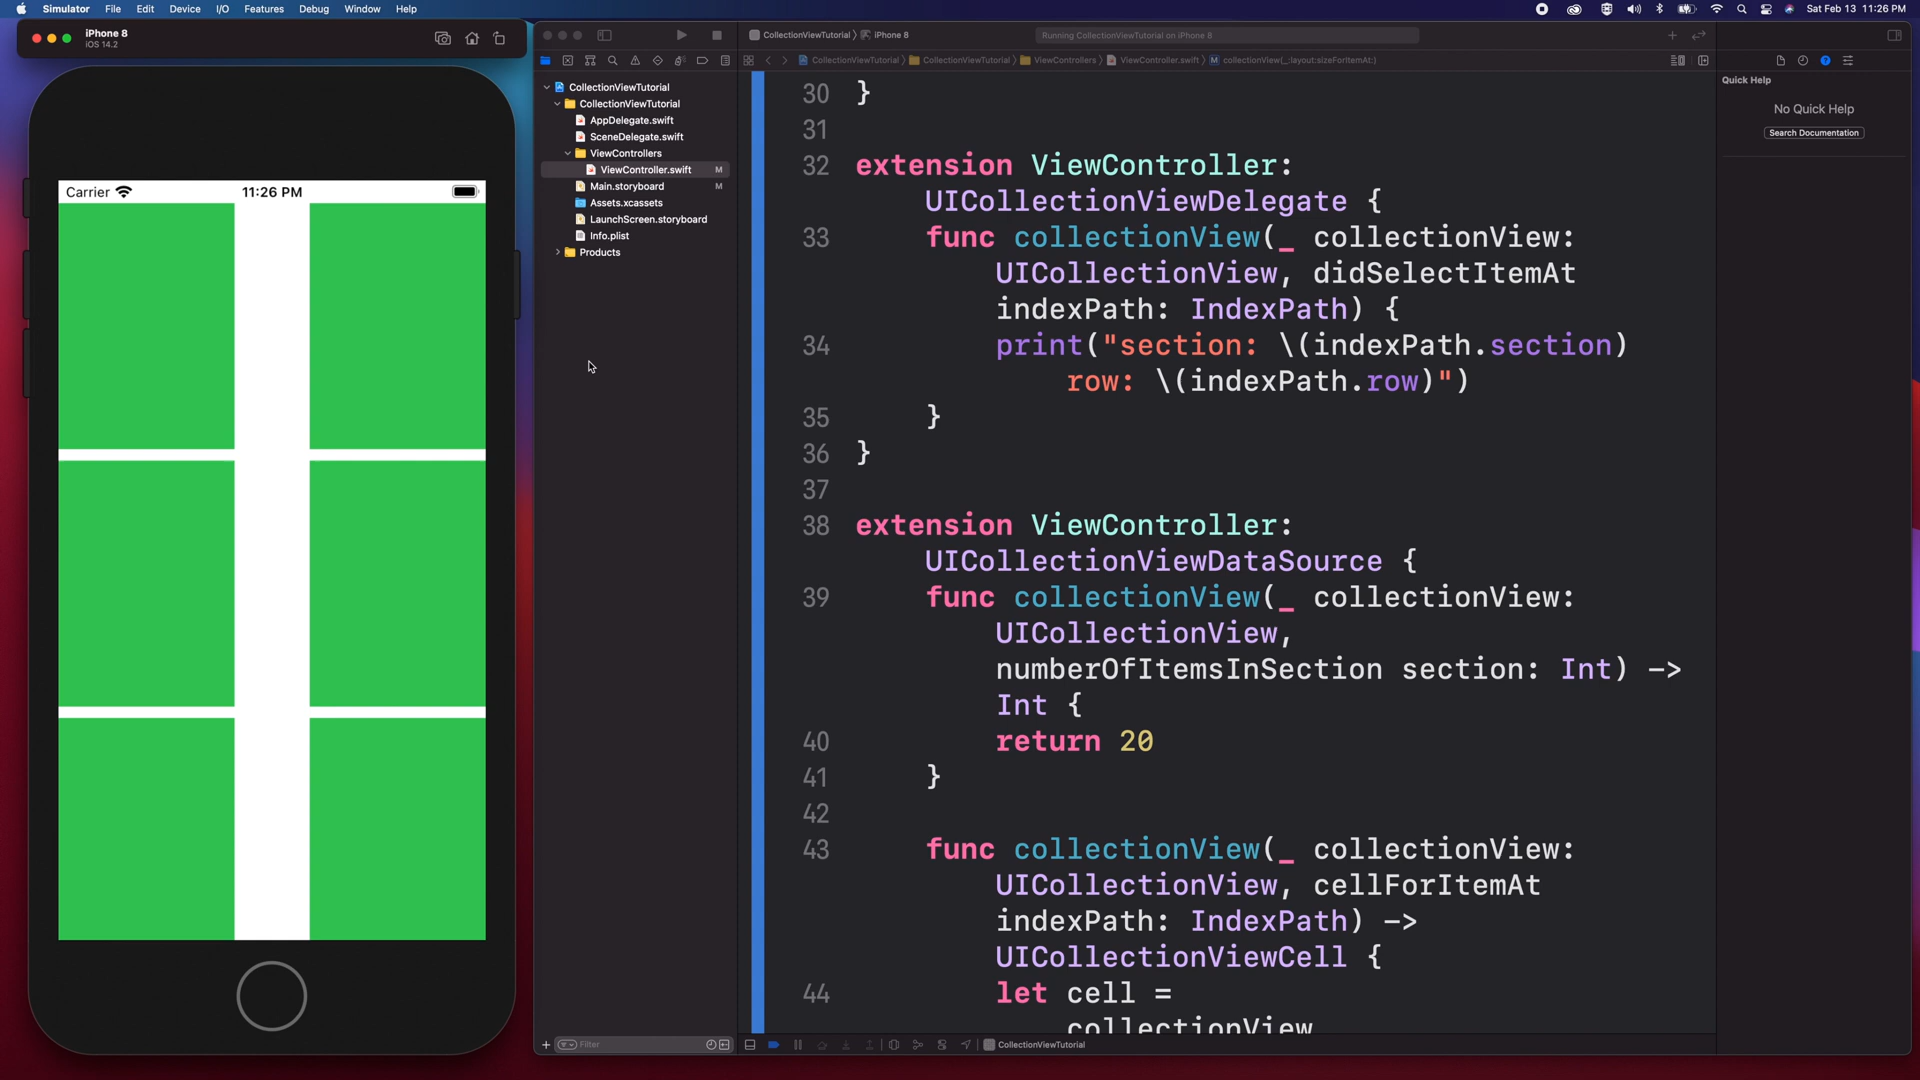 Simulator File Edit Device I/O Features Debug Window Help
Sat Feb 13 11:26 PM
iPhone 8
iOS 14.2
Carrier
11:26 PM
CollectionViewTutorial
iPhone 8
Running CollectionViewTutorial on iPhone 8
CollectionViewTutorial
CollectionViewTutorial
ViewControllers
ViewController.swift
M collectionView(_:layout:sizeForItemAt:)
CollectionViewTutorial
CollectionViewTutorial
AppDelegate.swift
SceneDelegate.swift
ViewControllers
ViewController.swift M
Main.storyboard M
Assets.xcassets
LaunchScreen.storyboard
Info.plist
Products
Filter
30 }
31
32 extension ViewController:
UICollectionViewDelegate {
33 func collectionView(_ collectionView:
UICollectionView, didSelectItemAt
indexPath: IndexPath) {
34 print("section: \(indexPath.section)
row: \(indexPath.row)")
35 }
36 }
37
38 extension ViewController:
UICollectionViewDataSource {
39 func collectionView(_ collectionView:
UICollectionView,
numberOfItemsInSection section: Int) ->
Int {
40 return 20
41 }
42
43 func collectionView(_ collectionView:
UICollectionView, cellForItemAt
indexPath: IndexPath) ->
UICollectionViewCell {
44 let cell =
collectionView
CollectionViewTutorial
Quick Help
No Quick Help
Search Documentation